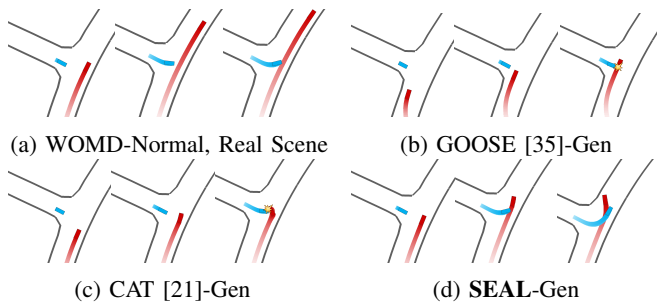 (a) WOMD-Normal, Real Scene
(b) GOOSE [35]-Gen
(c) CAT [21]-Gen
(d) SEAL-Gen